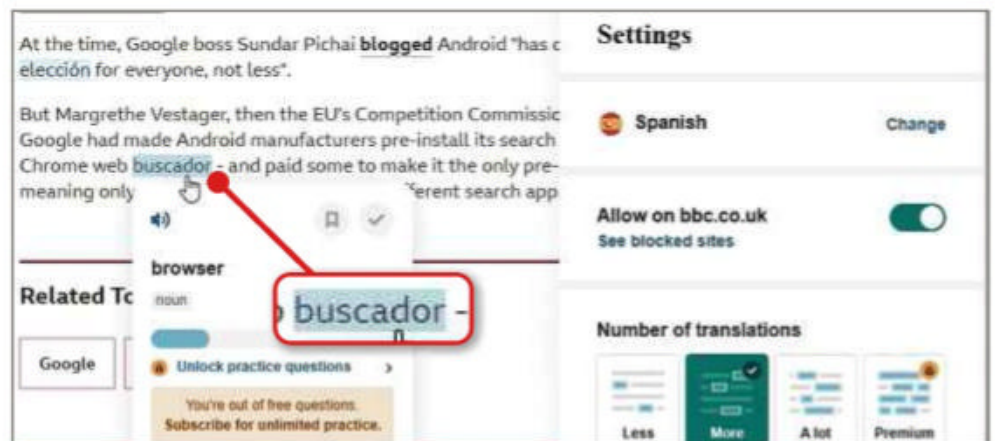 At the time, Google boss Sundar Pichai blogged Android "has c
elección for everyone, not less".
But Margrethe Vestager, then the EU's Competition Commissic
Google had made Android manufacturers pre-install its search
Chrome web buscador - and paid some to make it the only pre-
meaning only ferent search app
browser
noun
buscador -
Unlock practice questions >
You're out of free questions.
Subscribe for unlimited practice.
Related To
Google
Settings
Spanish Change
Allow on bbc.co.uk
See blocked sites
Number of translations
Less More A lot Premium